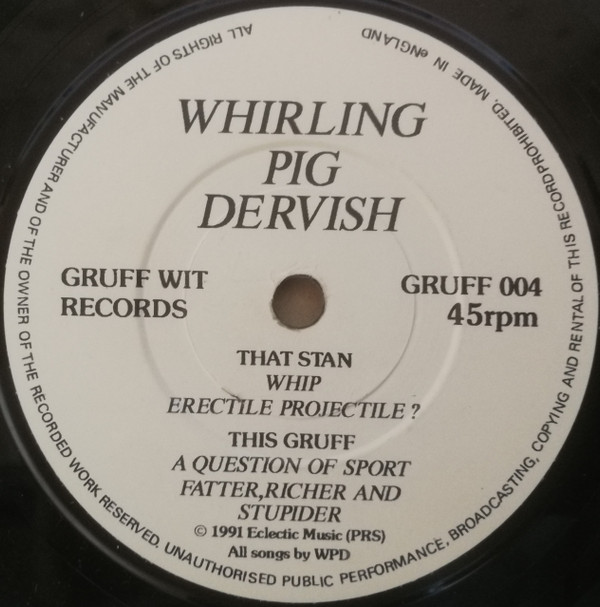 WHIRLING
PIG
DERVISH
GRUFF WIT
RECORDS
GRUFF 004
45rpm
THAT STAN
WHIP
ERECTILE PROJECTILE ?
THIS GRUFF
A QUESTION OF SPORT
FATTER,RICHER AND
STUPIDER
© 1991 Eclectic Music (PRS)
All songs by WPD
ALL RIGHTS OF THE MANUFACTURER AND OF THE OWNER OF THE RECORDED WORK RESERVED. UNAUTHORISED PUBLIC PERFORMANCE, BROADCASTING, COPYING AND RENTAL OF THIS RECORD PROHIBITED. MADE IN eNGLAND